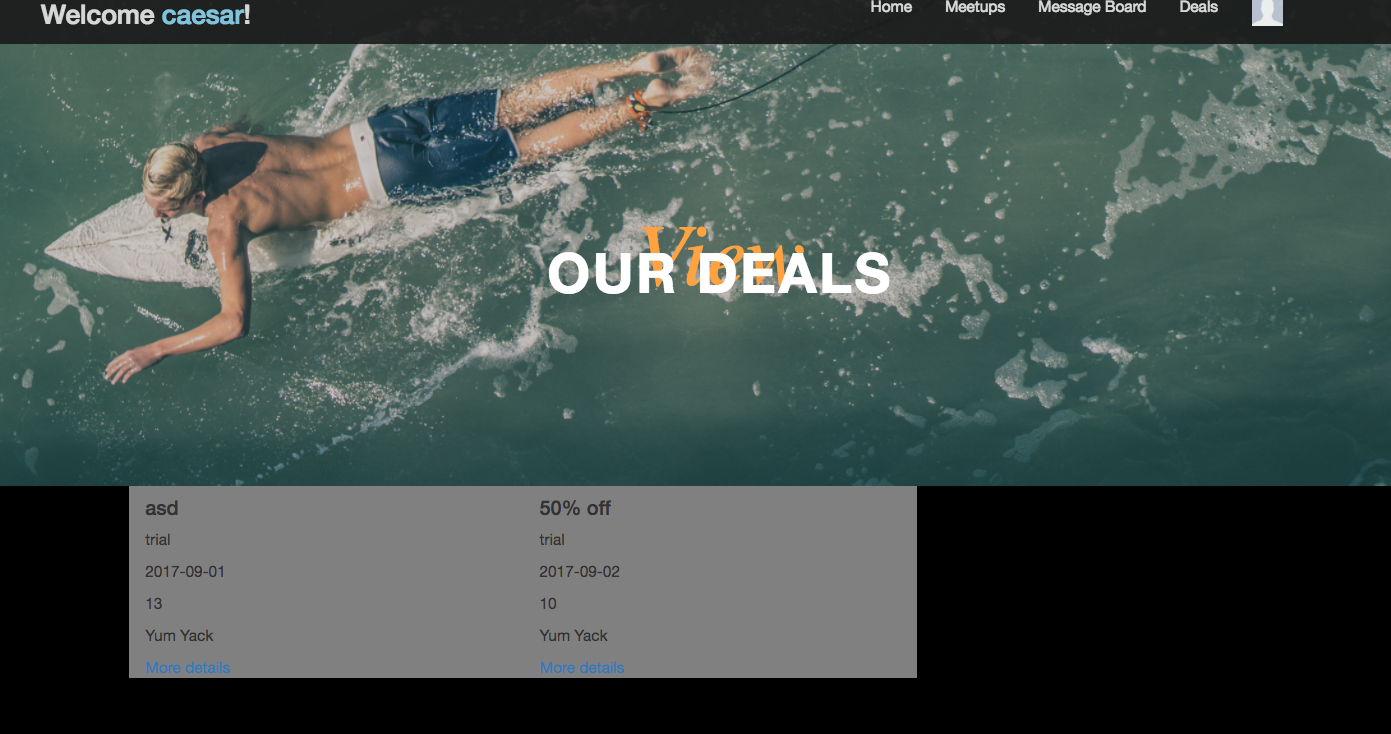 Welcome caesar!
Home Meetups Message Board Deals
View
OUR DEALS
asd
trial
2017-09-01
13
Yum Yack
More details
50% off
trial
2017-09-02
10
Yum Yack
More details